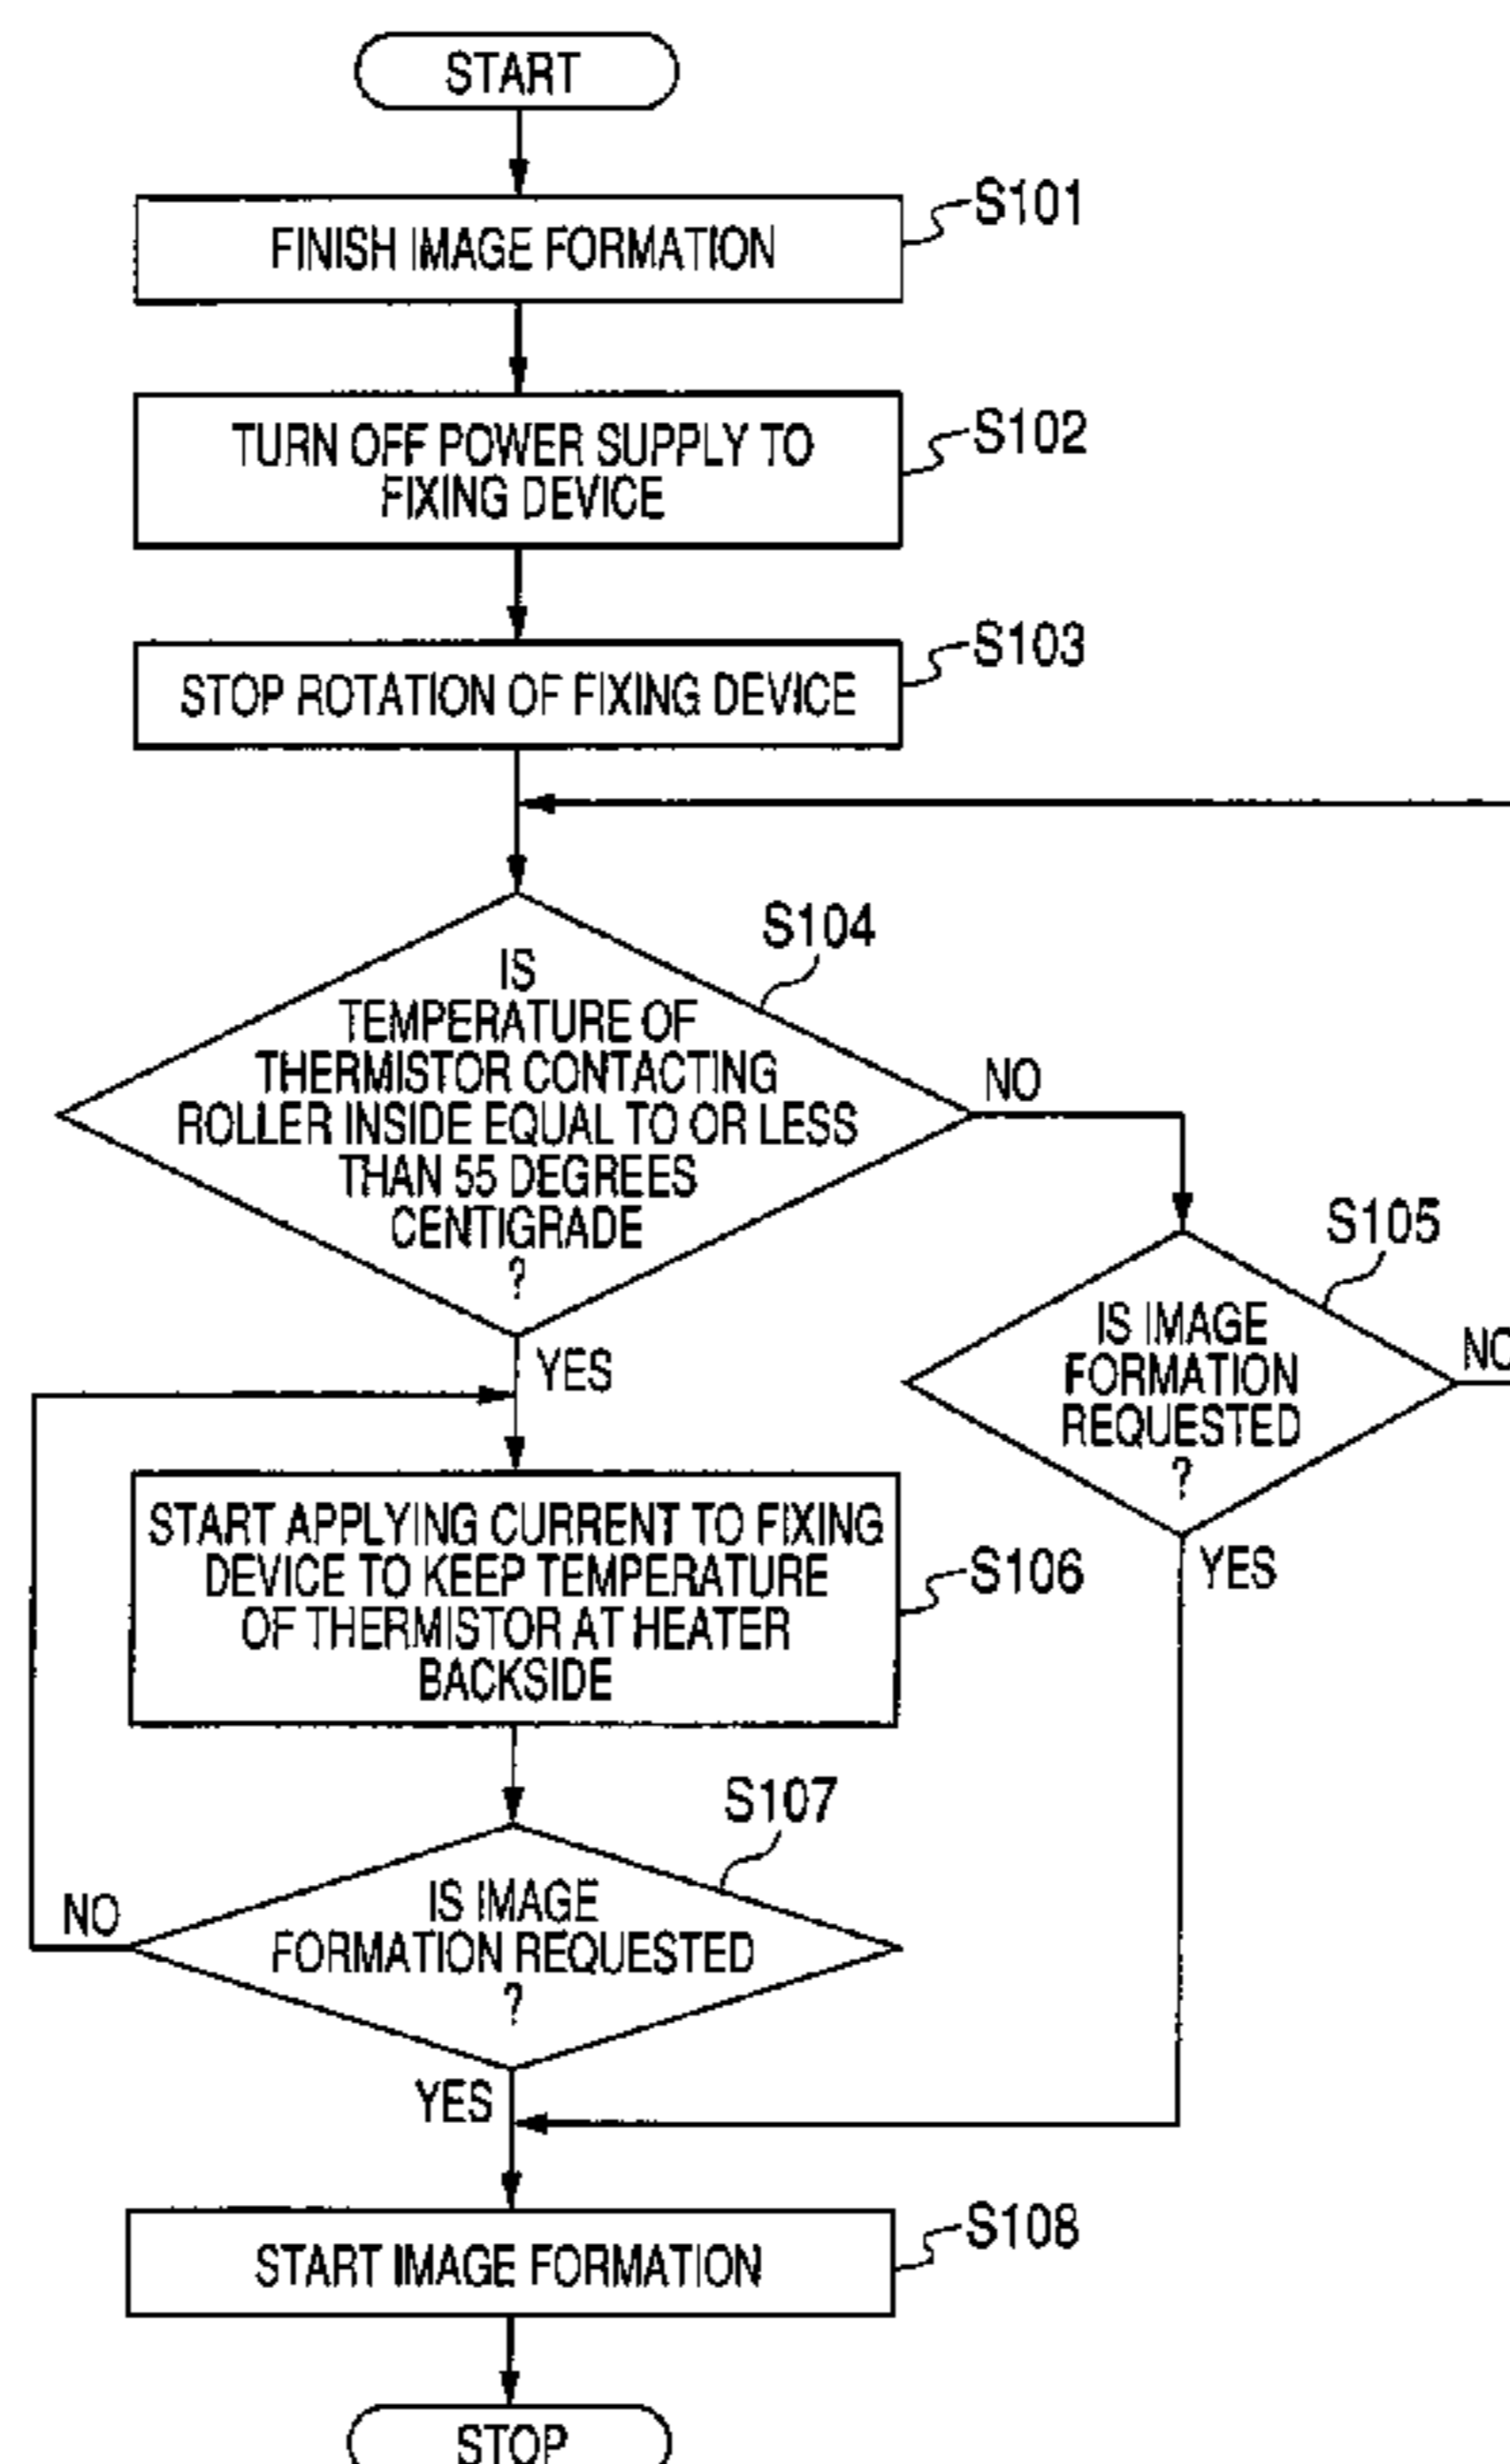 START
FINISH IMAGE FORMATION
S101
TURN OFF POWER SUPPLY TO
FIXING DEVICE
S102
STOP ROTATION OF FIXING DEVICE
S103
IS
TEMPERATURE OF
THERMISTOR CONTACTING
ROLLER INSIDE EQUAL TO OR LESS
THAN 55 DEGREES
CENTIGRADE
?
S104
NO
YES
IS IMAGE
FORMATION
REQUESTED
?
S105
NO
YES
START APPLYING CURRENT TO FIXING
DEVICE TO KEEP TEMPERATURE
OF THERMISTOR AT HEATER
BACKSIDE
S106
IS IMAGE
FORMATION REQUESTED
?
S107
NO
YES
START IMAGE FORMATION
S108
STOP